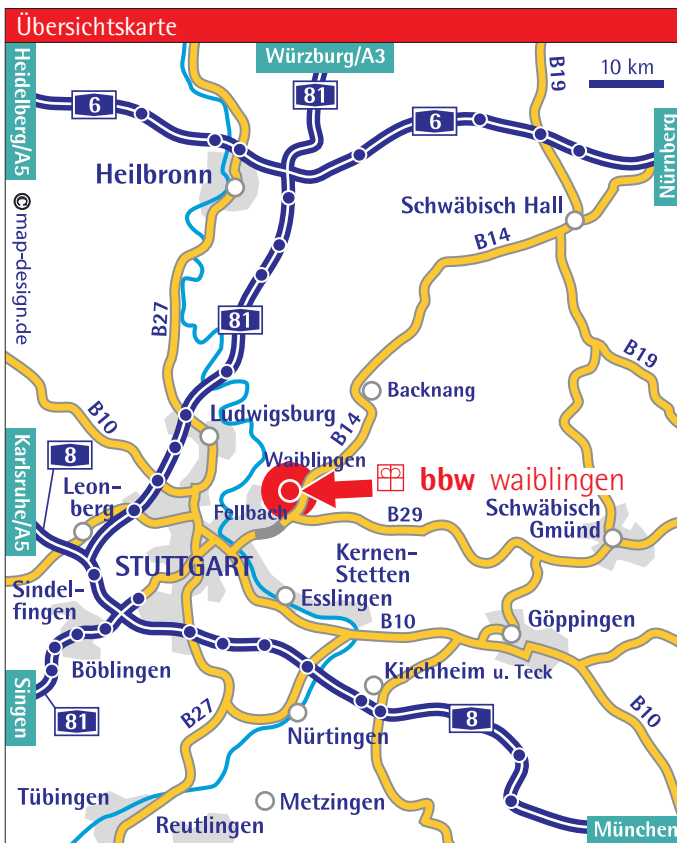 Übersichtskarte
Heidelberg/A5
Würzburg/A3
B19
10 km
81
6
6
Nürnberg
Heilbronn
© map-design.de
Schwäbisch Hall
B14
B27
81
B19
Backnang
B10
Ludwigsburg
B14
Karlsruhe/A5
8
Waiblingen
bbw waiblingen
Leon-
berg
Fellbach
B29
Schwäbisch
Gmünd
STUTTGART
Kernen-
Stetten
Sindel-
fingen
Esslingen
B10
Göppingen
Böblingen
Kirchheim u. Teck
Singen
81
B27
8
B10
Nürtingen
Tübingen
Metzingen
Reutlingen
München